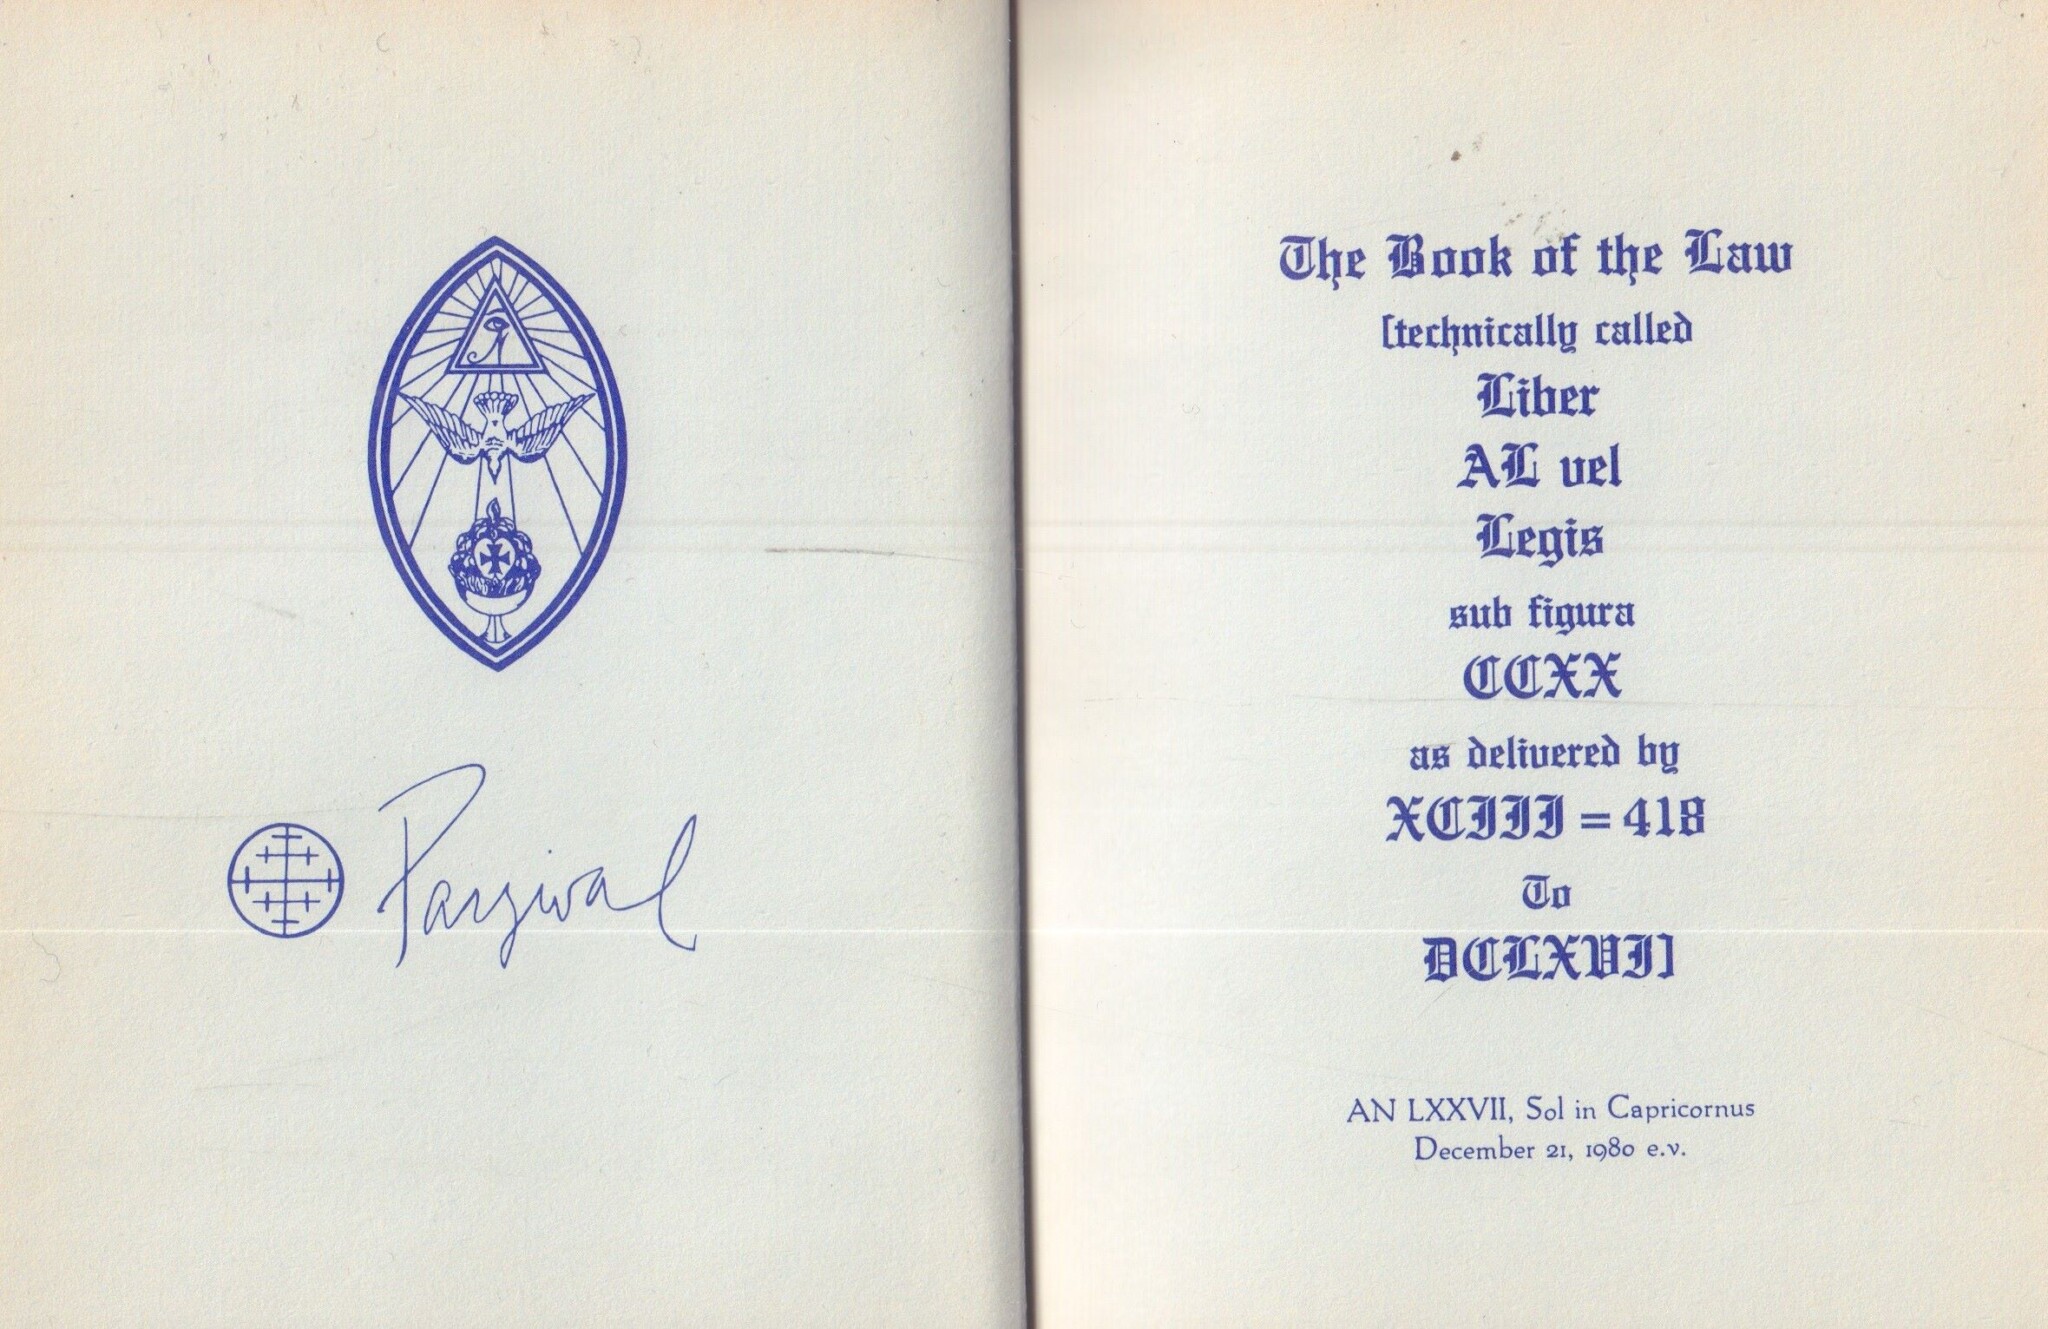 Parzival
The Book of the Law
[technically called
Liber
AL vel
Legis
sub figura
CCXX
as delivered by
XCIII = 418
To
DCLXVI]
AN LXXVII, Sol in Capricornus
December 21, 1980 e.v.